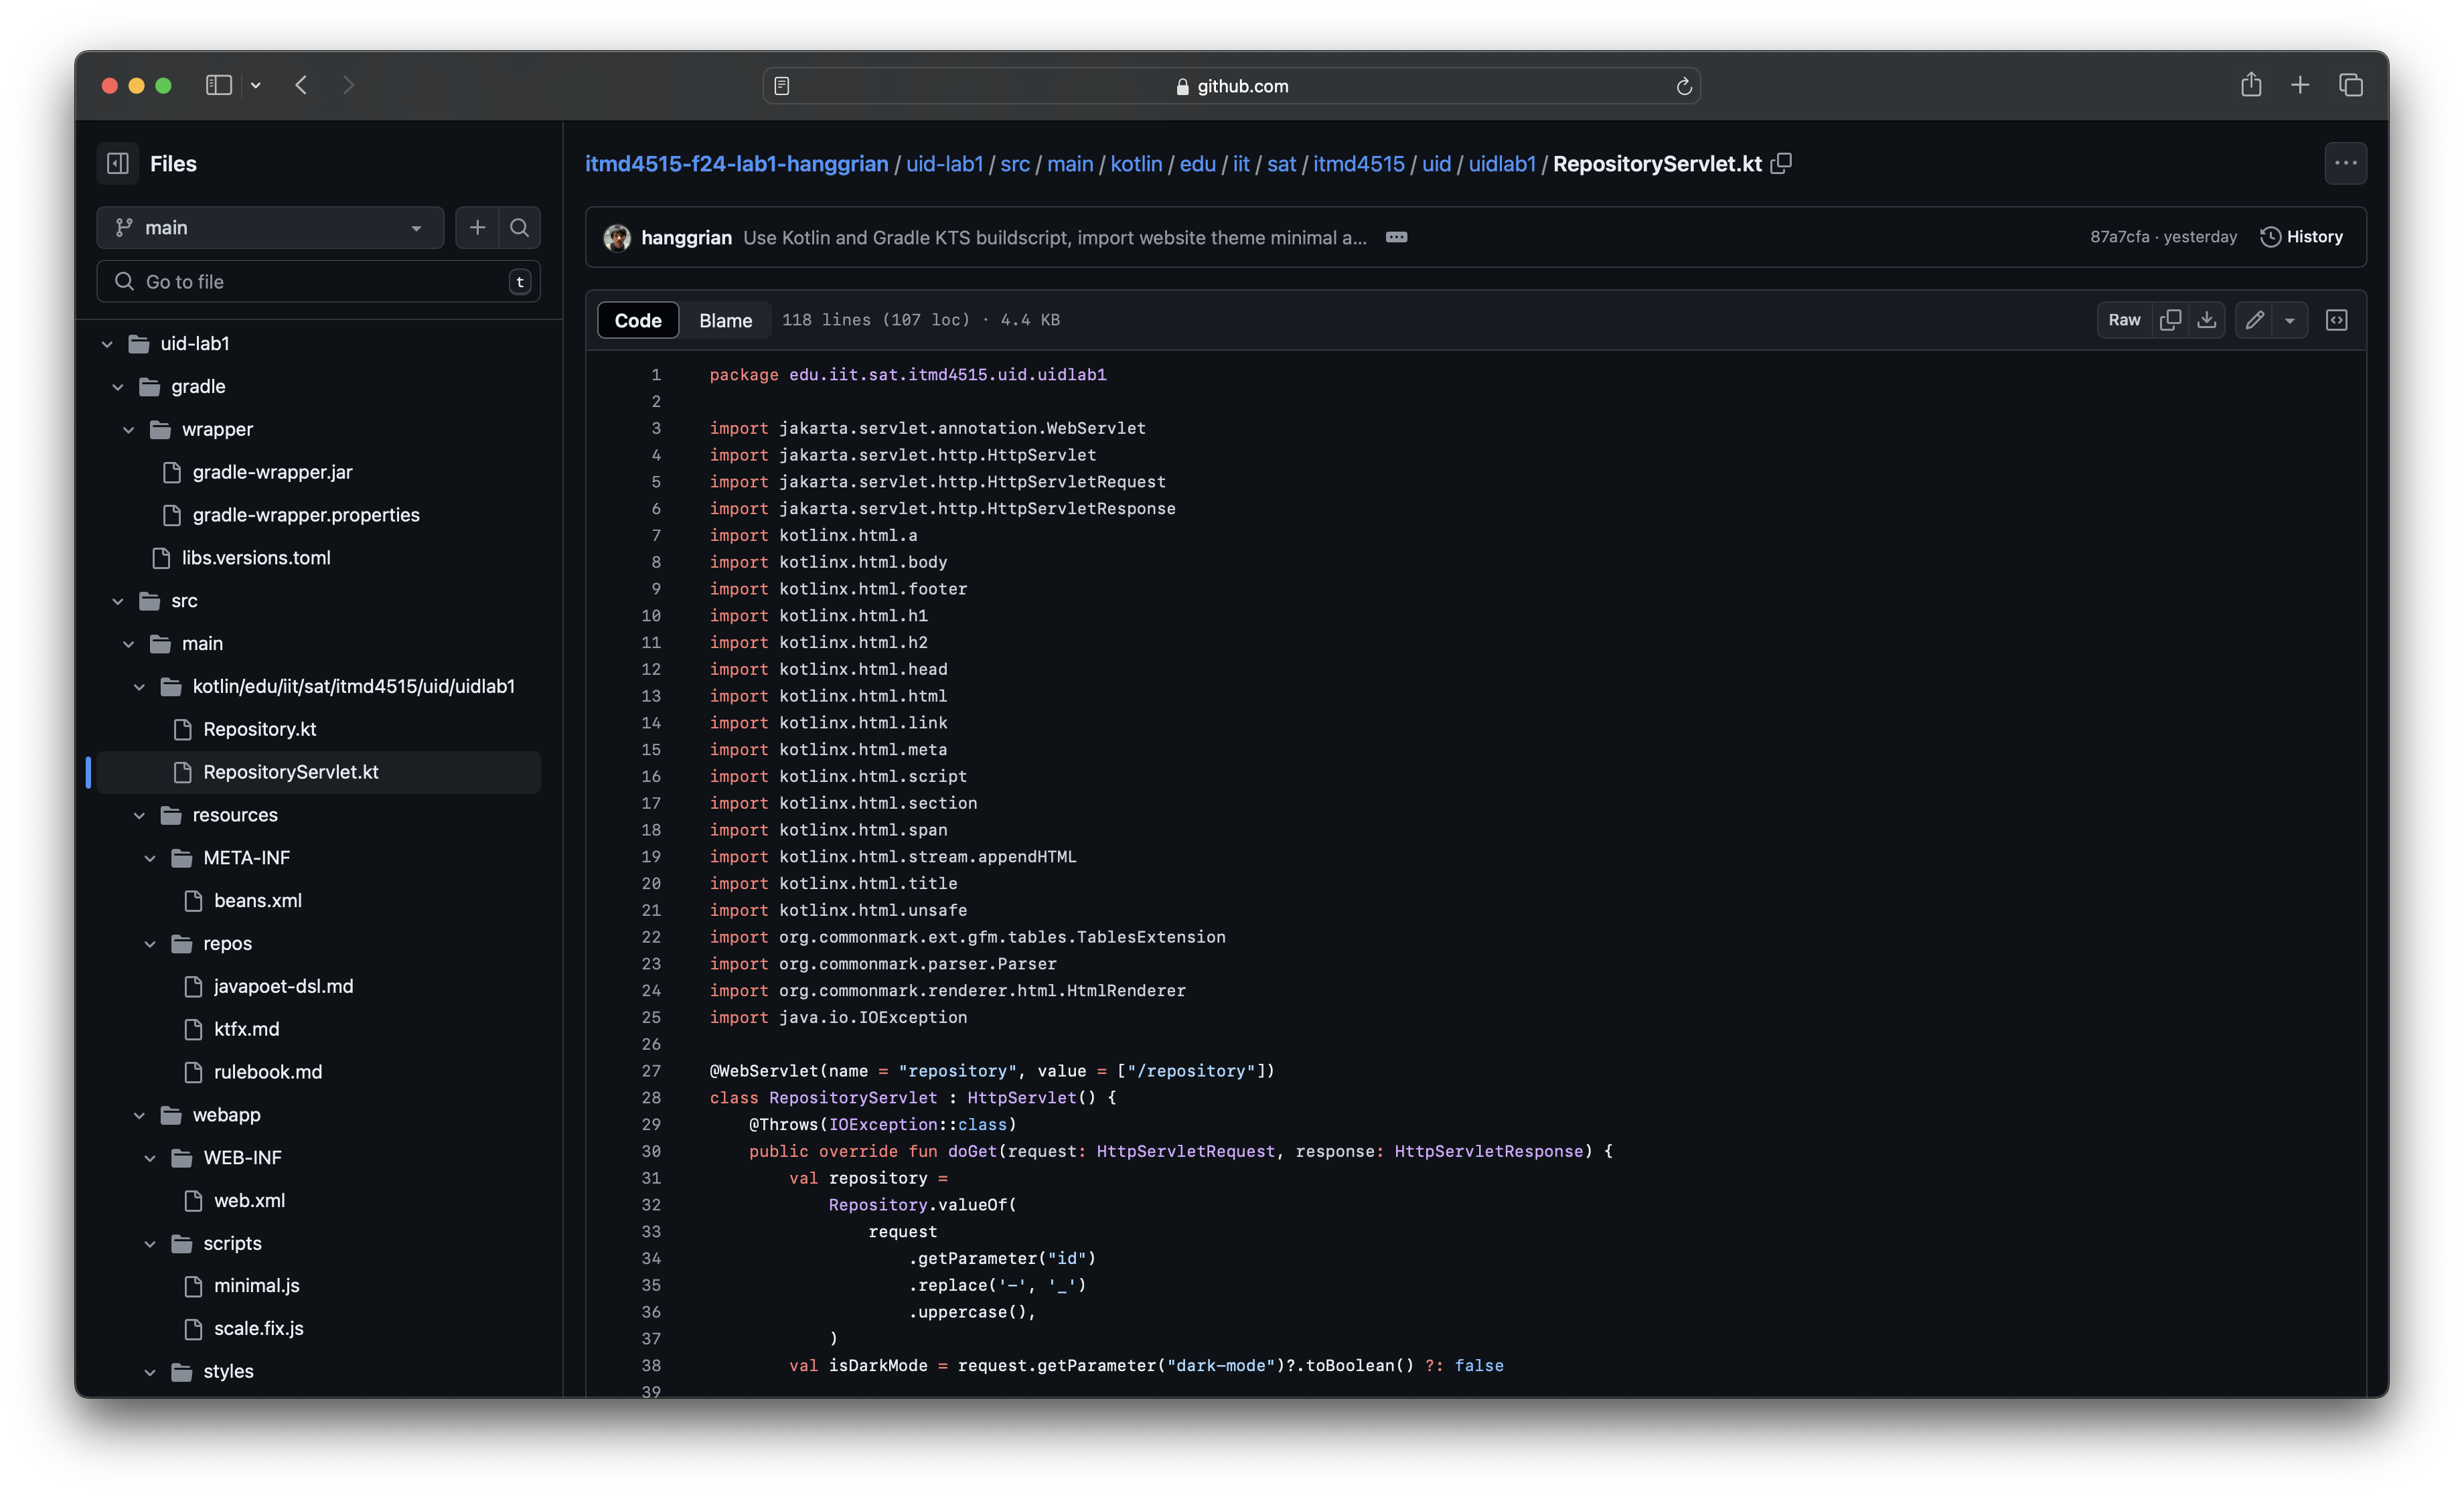 github.com
Files
main
Go to file
t
uid-lab1
gradle
wrapper
gradle-wrapper.jar
gradle-wrapper.properties
libs.versions.toml
src
main
kotlin/edu/iit/sat/itmd4515/uid/uidlab1
Repository.kt
RepositoryServlet.kt
resources
META-INF
beans.xml
repos
javapoet-dsl.md
ktfx.md
rulebook.md
webapp
WEB-INF
web.xml
scripts
minimal.js
scale.fix.js
styles
itmd4515-f24-lab1-hanggrian / uid-lab1 / src / main / kotlin / edu / iit / sat / itmd4515 / uid / uidlab1 / RepositoryServlet.kt
hanggrian Use Kotlin and Gradle KTS buildscript, import website theme minimal a... 87a7cfa · yesterday History
Code Blame 118 lines (107 loc) · 4.4 KB Raw
1 package edu.iit.sat.itmd4515.uid.uidlab1
2
3 import jakarta.servlet.annotation.WebServlet
4 import jakarta.servlet.http.HttpServlet
5 import jakarta.servlet.http.HttpServletRequest
6 import jakarta.servlet.http.HttpServletResponse
7 import kotlinx.html.a
8 import kotlinx.html.body
9 import kotlinx.html.footer
10 import kotlinx.html.h1
11 import kotlinx.html.h2
12 import kotlinx.html.head
13 import kotlinx.html.html
14 import kotlinx.html.link
15 import kotlinx.html.meta
16 import kotlinx.html.script
17 import kotlinx.html.section
18 import kotlinx.html.span
19 import kotlinx.html.stream.appendHTML
20 import kotlinx.html.title
21 import kotlinx.html.unsafe
22 import org.commonmark.ext.gfm.tables.TablesExtension
23 import org.commonmark.parser.Parser
24 import org.commonmark.renderer.html.HtmlRenderer
25 import java.io.IOException
26
27 @WebServlet(name = "repository", value = ["/repository"])
28 class RepositoryServlet : HttpServlet() {
29     @Throws(IOException::class)
30     public override fun doGet(request: HttpServletRequest, response: HttpServletResponse) {
31         val repository =
32             Repository.valueOf(
33                 request
34                     .getParameter("id")
35                     .replace('-', '_')
36                     .uppercase(),
37             )
38         val isDarkMode = request.getParameter("dark-mode")?.toBoolean() ?: false
39